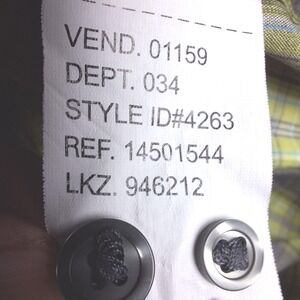 VEND. 01159
DEPT. 034
STYLE ID#4263
REF. 14501544
LKZ. 946212